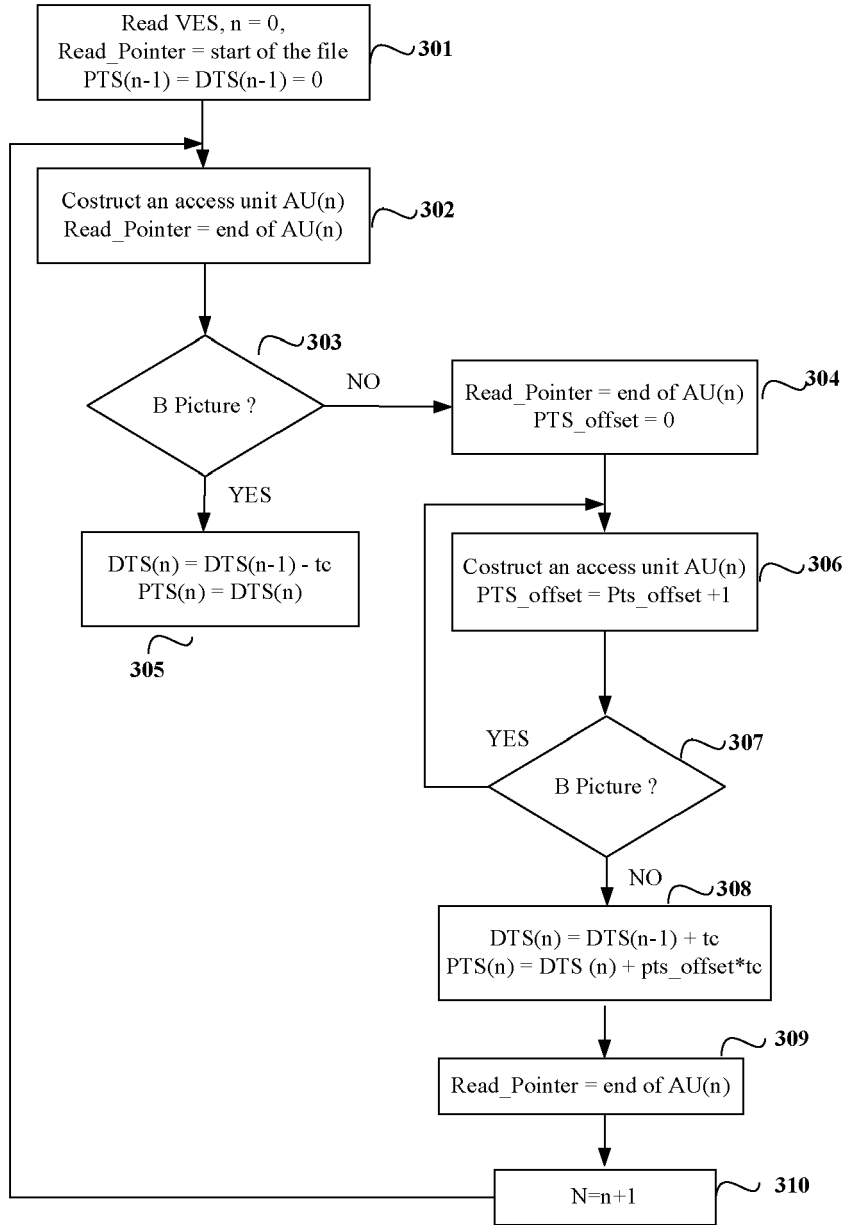 Read VES, n = 0,
Read_Pointer = start of the file
PTS(n-1) = DTS(n-1) = 0
301
Costruct an access unit AU(n)
Read_Pointer = end of AU(n)
302
303
B Picture ?
NO
YES
Read_Pointer = end of AU(n)
PTS_offset = 0
304
DTS(n) = DTS(n-1) - tc
PTS(n) = DTS(n)
305
Costruct an access unit AU(n)
PTS_offset = Pts_offset +1
306
YES
307
B Picture ?
NO
308
DTS(n) = DTS(n-1) + tc
PTS(n) = DTS (n) + pts_offset*tc
309
Read_Pointer = end of AU(n)
N=n+1
310